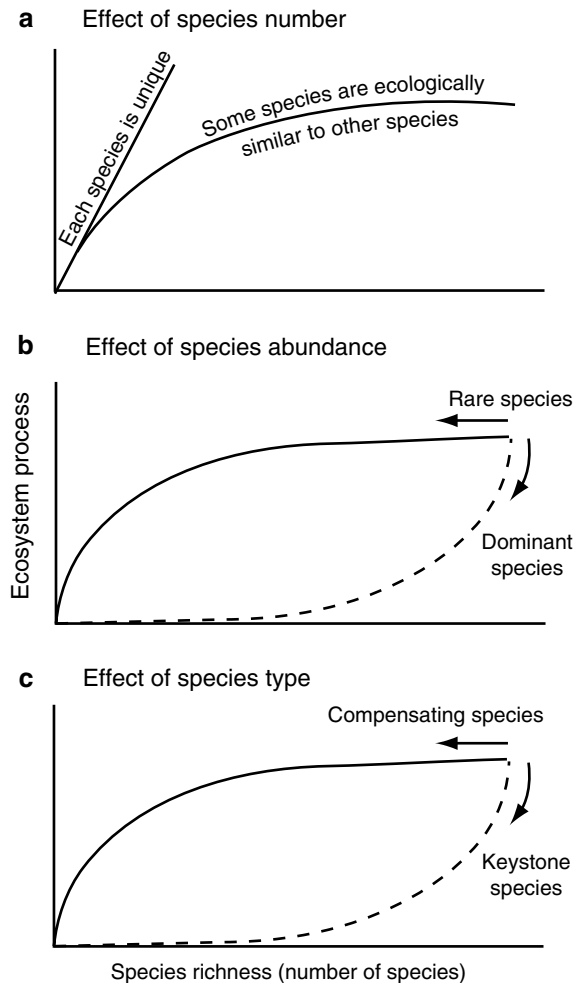 a Effect of species number
Each species is unique
Some species are ecologically
similar to other species
b Effect of species abundance
Rare species
Dominant
species
Ecosystem process
c Effect of species type
Compensating species
Keystone
species
Species richness (number of species)